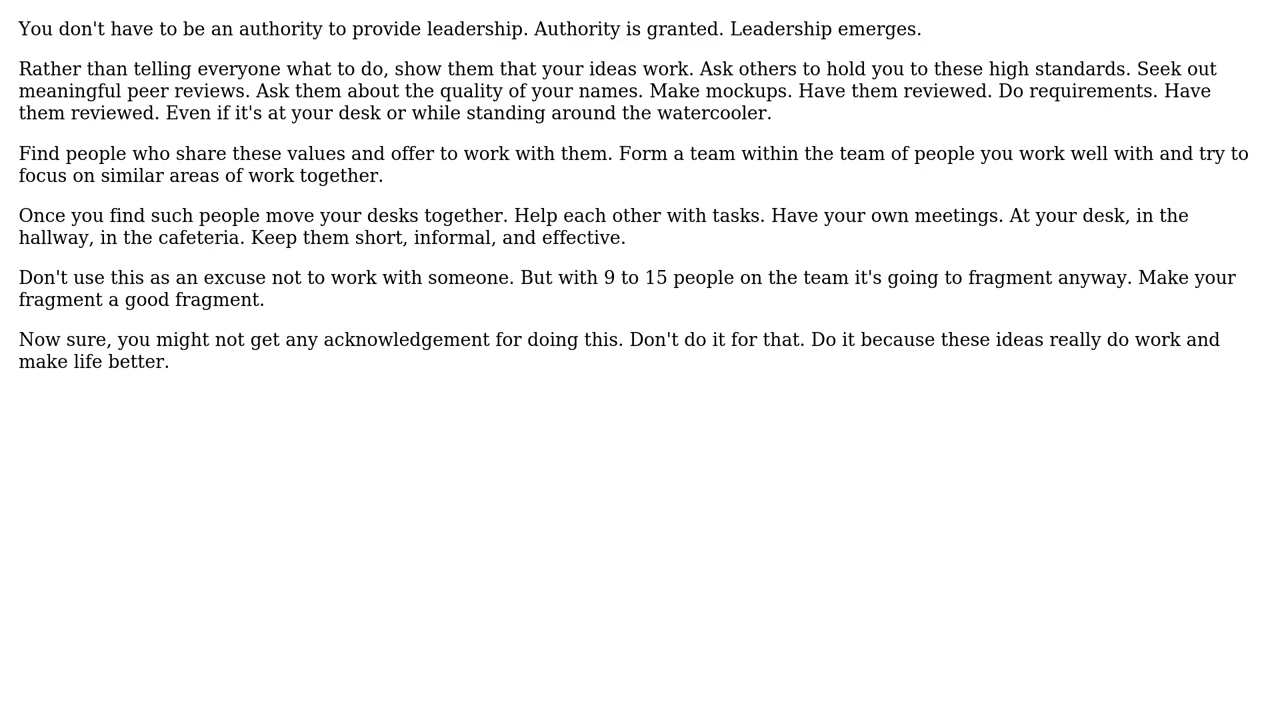 You don't have to be an authority to provide leadership. Authority is granted. Leadership emerges.
Rather than telling everyone what to do, show them that your ideas work. Ask others to hold you to these high standards. Seek out
meaningful peer reviews. Ask them about the quality of your names. Make mockups. Have them reviewed. Do requirements. Have
them reviewed. Even if it's at your desk or while standing around the watercooler.
Find people who share these values and offer to work with them. Form a team within the team of people you work well with and try to
focus on similar areas of work together.
Once you find such people move your desks together. Help each other with tasks. Have your own meetings. At your desk, in the
hallway, in the cafeteria. Keep them short, informal, and effective.
Don't use this as an excuse not to work with someone. But with 9 to 15 people on the team it's going to fragment anyway. Make your
fragment a good fragment.
Now sure, you might not get any acknowledgement for doing this. Don't do it for that. Do it because these ideas really do work and
make life better.